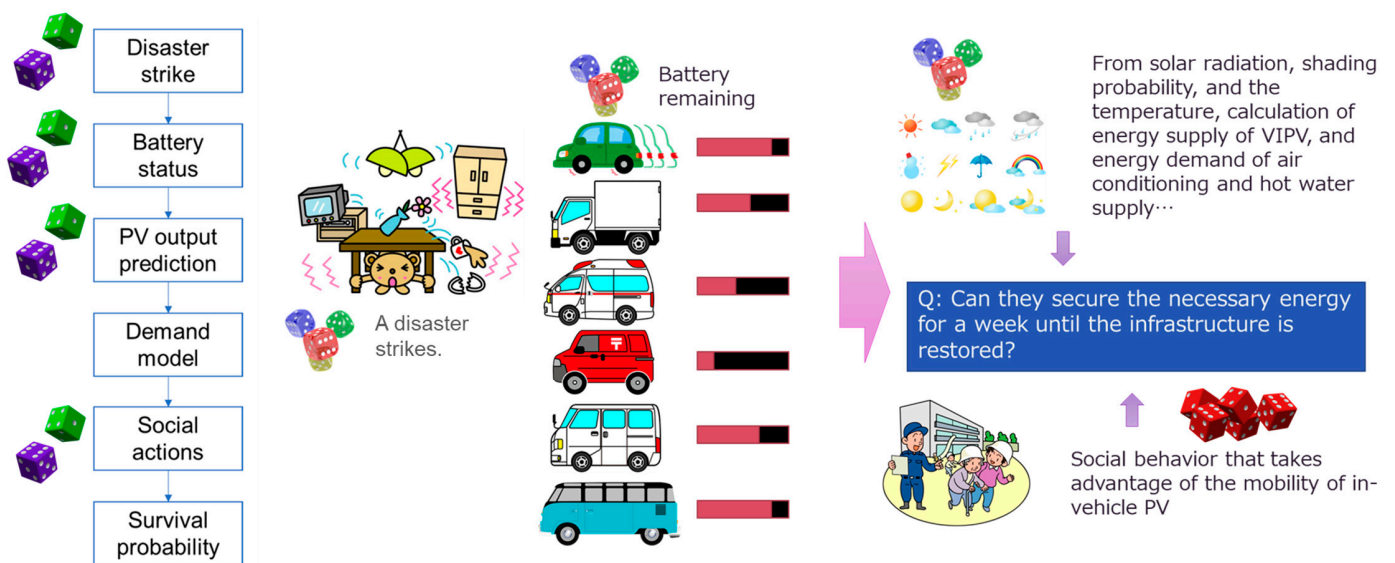 Disaster
strike
Battery
status
PV output
prediction
Demand
model
Social
actions
Survival
probability
A disaster
strikes.
Battery
remaining
〒
From solar radiation, shading
probability, and the
temperature, calculation of
energy supply of VIPV, and
energy demand of air
conditioning and hot water
supply…
Q: Can they secure the necessary energy
for a week until the infrastructure is
restored?
Social behavior that takes
advantage of the mobility of in-
vehicle PV